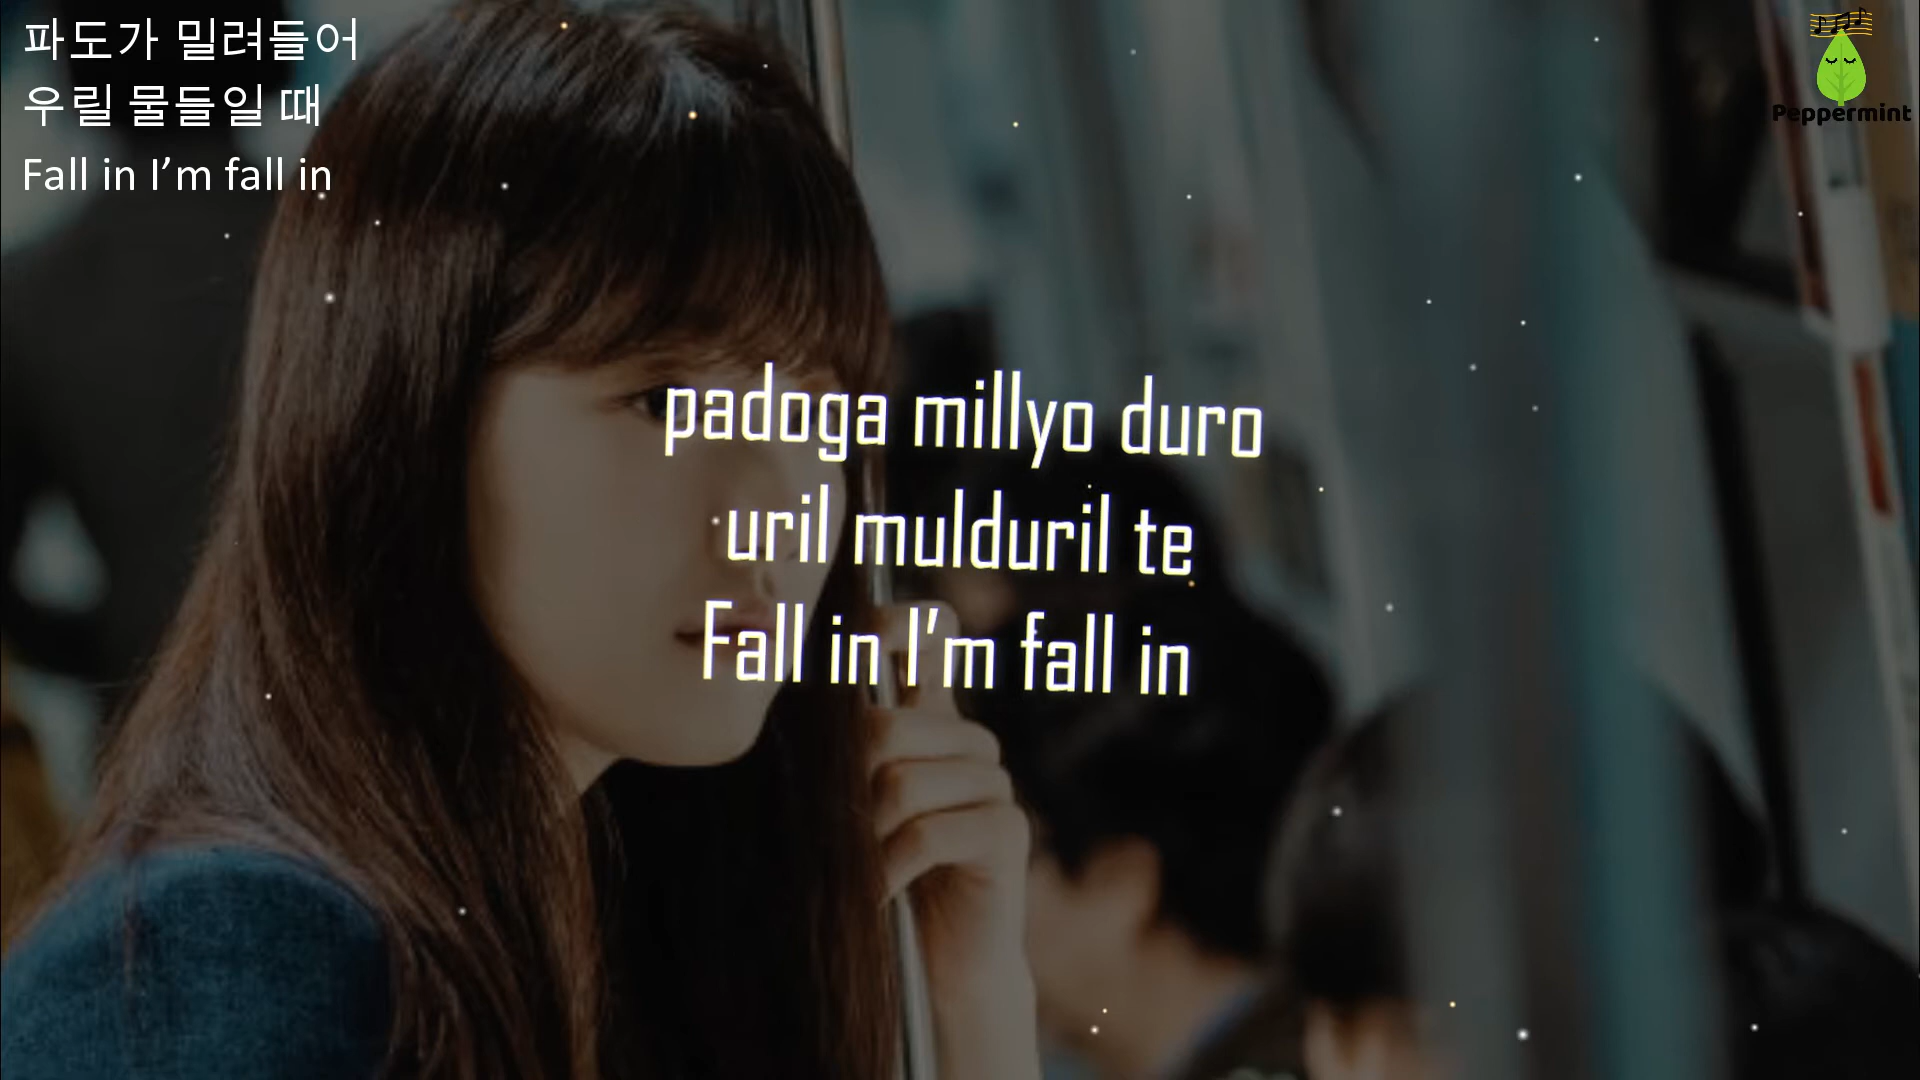 파도가 밀려들어
우릴 물들일 때
Fall in I’m fall in
Peppermint
padoga millyo duro
uril mulduril te
Fall in I’m fall in